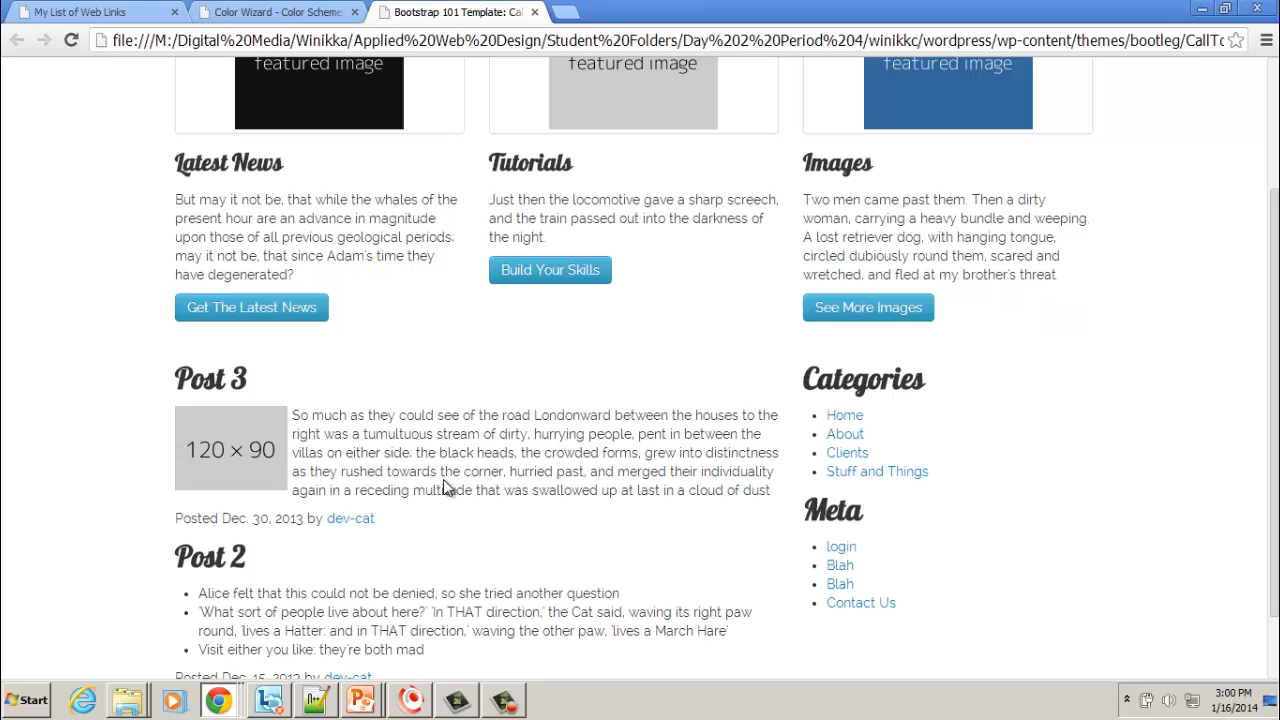 My List of Web Links
Color Wizard - Color Scheme
Bootstrap 101 Template: Cal
file:///M:/Digital%20Media/Winikka/Applied%20Web%20Design/Student%20Folders/Day%202%20Period%204/winikkc/wordpress/wp-content/themes/bootleg/CallTo
featured image
featured image
featured image
Latest News
Tutorials
Images
But may it not be, that while the whales of the
present hour are an advance in magnitude
upon those of all previous geological periods;
may it not be, that since Adam's time they
have degenerated?
Get The Latest News
Just then the locomotive gave a sharp screech,
and the train passed out into the darkness of
the night.
Build Your Skills
Two men came past them. Then a dirty
woman, carrying a heavy bundle and weeping.
A lost retriever dog, with hanging tongue,
circled dubiously round them, scared and
wretched, and fled at my brother's threat.
See More Images
Post 3
120 × 90
So much as they could see of the road Londonward between the houses to the
right was a tumultuous stream of dirty, hurrying people, pent in between the
villas on either side; the black heads, the crowded forms, grew into distinctness
as they rushed towards the corner, hurried past, and merged their individuality
again in a receding multitude that was swallowed up at last in a cloud of dust
Posted Dec. 30, 2013 by dev-cat
Post 2
Alice felt that this could not be denied, so she tried another question
'What sort of people live about here?' 'In THAT direction,' the Cat said, waving its right paw
round, 'lives a Hatter: and in THAT direction,' waving the other paw, 'lives a March Hare'
Visit either you like: they're both mad
Posted Dec. 15, 2013 by dev-cat
Categories
Home
About
Clients
Stuff and Things
Meta
login
Blah
Blah
Contact Us
Start
3:00 PM
1/16/2014